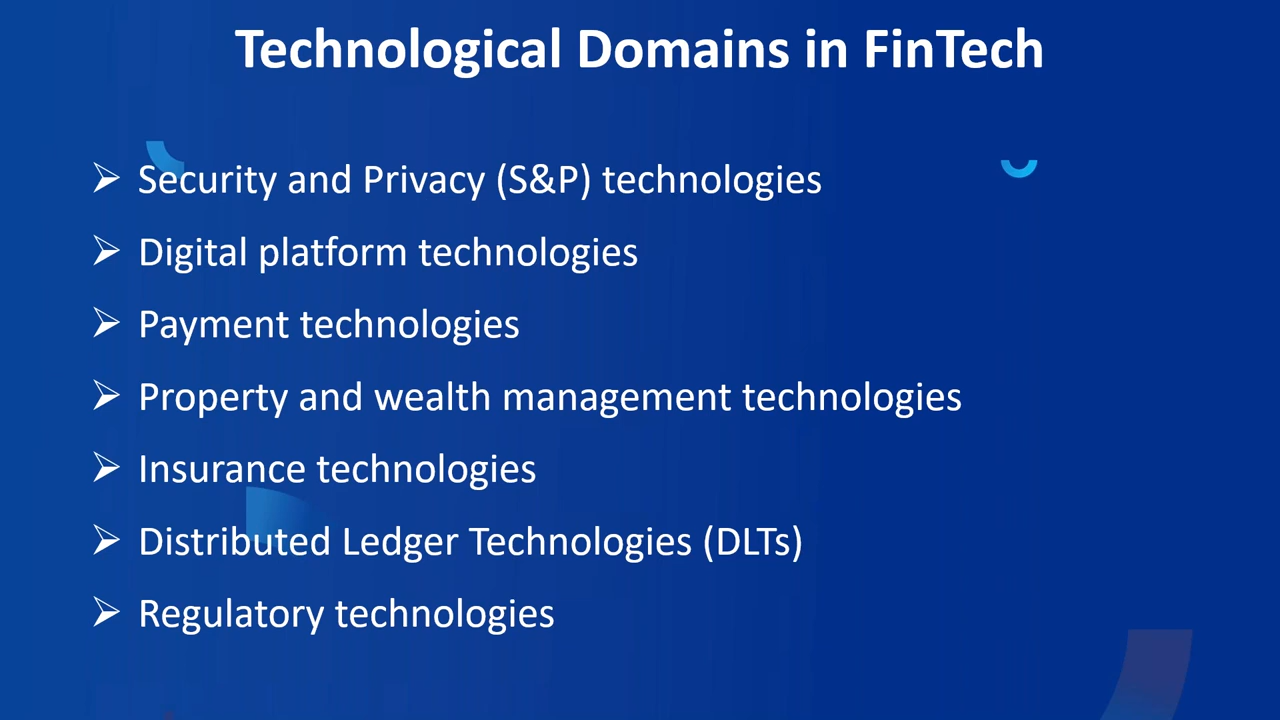 Technological Domains in FinTech
➢ Security and Privacy (S&P) technologies
➢ Digital platform technologies
➢ Payment technologies
➢ Property and wealth management technologies
➢ Insurance technologies
➢ Distributed Ledger Technologies (DLTs)
➢ Regulatory technologies